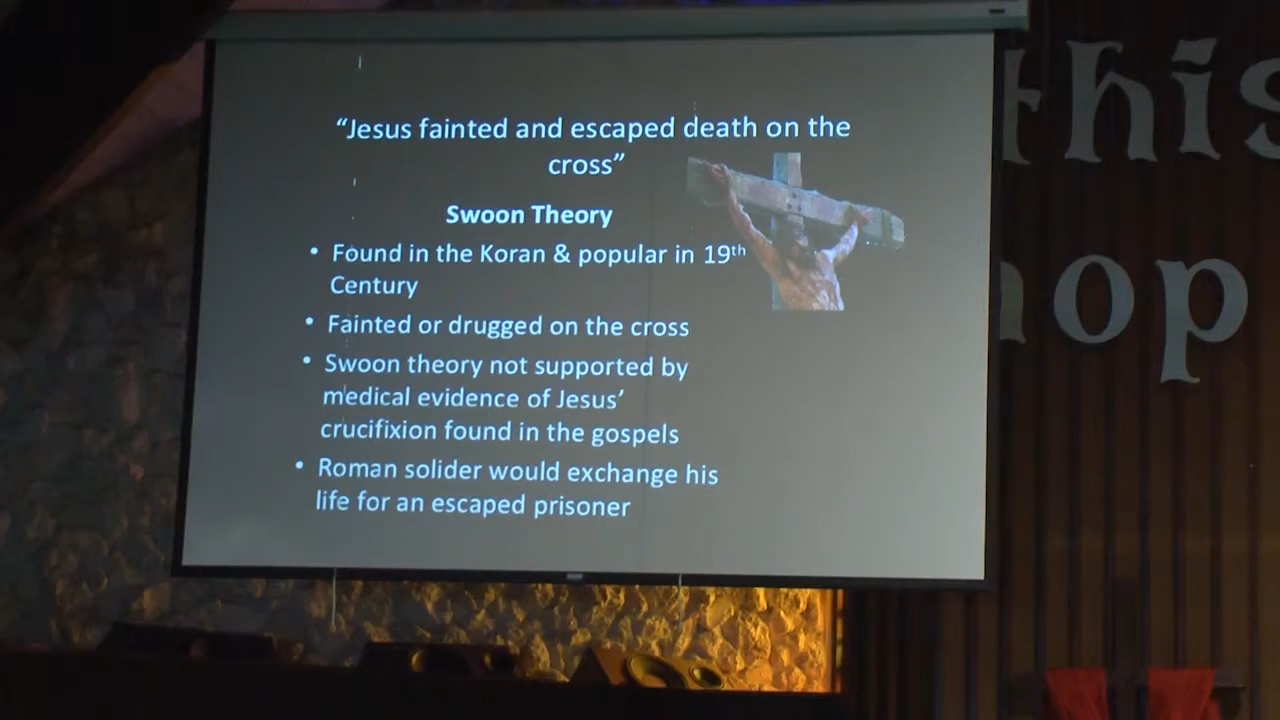 “Jesus fainted and escaped death on the
cross”
Swoon Theory
• Found in the Koran & popular in 19th
Century
• Fainted or drugged on the cross
• Swoon theory not supported by
medical evidence of Jesus’
crucifixion found in the gospels
• Roman solider would exchange his
life for an escaped prisoner
this
op